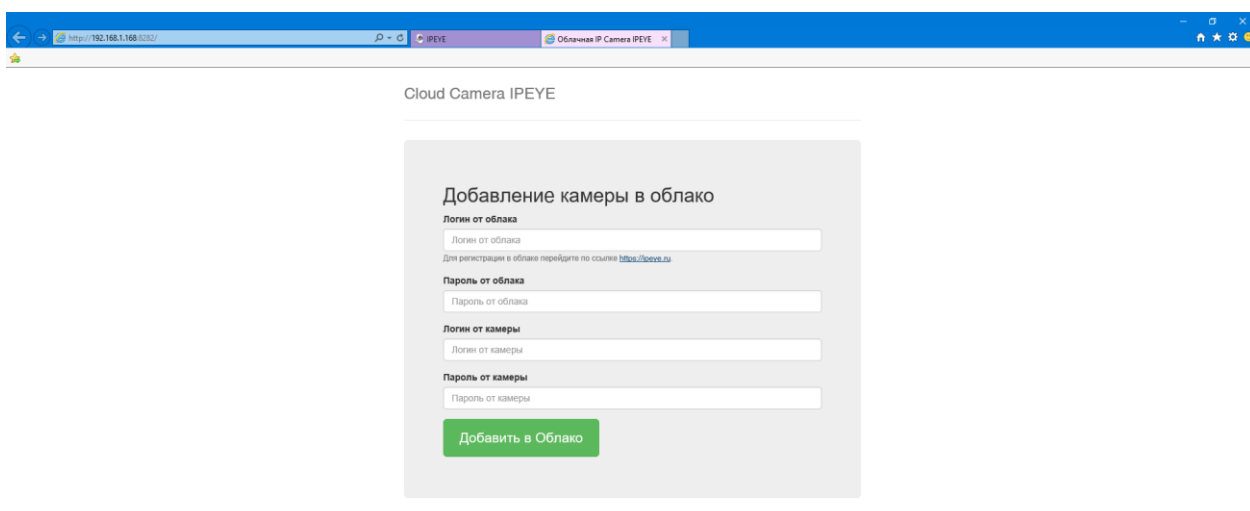 http://192.168.1.168:8282/
IPEYE
Облачная IP Camera IPEYE
Cloud Camera IPEYE
Добавление камеры в облако
Логин от облака
Логин от облака
Для регистрации в облаке перейдите по ссылке https://ipeye.ru.
Пароль от облака
Пароль от облака
Логин от камеры
Логин от камеры
Пароль от камеры
Пароль от камеры
Добавить в Облако